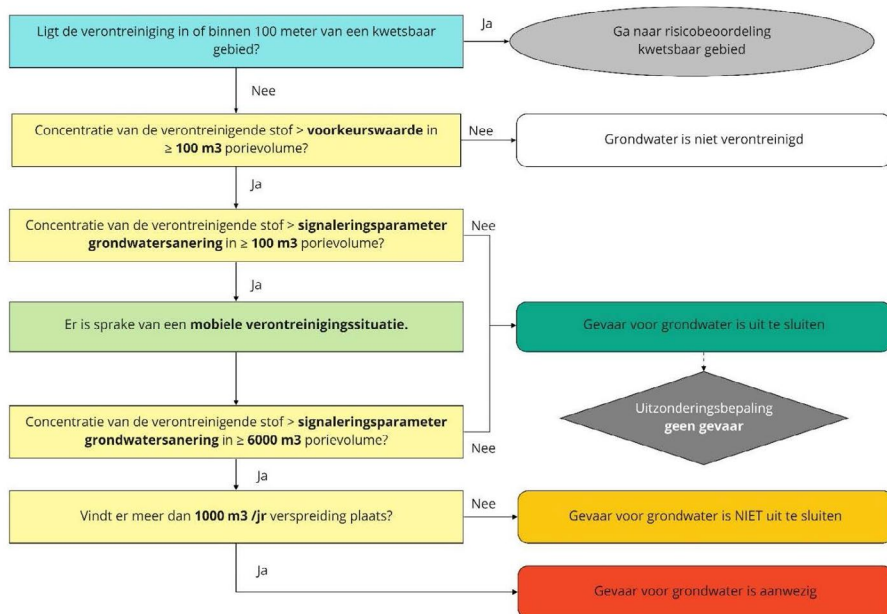 Ligt de verontreiniging in of binnen 100 meter van een kwetsbaar
gebied?
Ja
Ga naar risicobeoordeling
kwetsbaar gebied
Nee
Concentratie van de verontreinigende stof > voorkeurswaarde in
≥ 100 m3 porievolume?
Nee
Grondwater is niet verontreinigd
Ja
Concentratie van de verontreinigende stof > signaleringsparameter
grondwatersanering in ≥ 100 m3 porievolume?
Nee
Ja
Er is sprake van een mobiele verontreinigingssituatie.
Gevaar voor grondwater is uit te sluiten
Uitzonderingsbepaling
geen gevaar
Concentratie van de verontreinigende stof > signaleringsparameter
grondwatersanering in ≥ 6000 m3 porievolume?
Nee
Ja
Vindt er meer dan 1000 m3 /jr verspreiding plaats?
Nee
Gevaar voor grondwater is NIET uit te sluiten
Ja
Gevaar voor grondwater is aanwezig